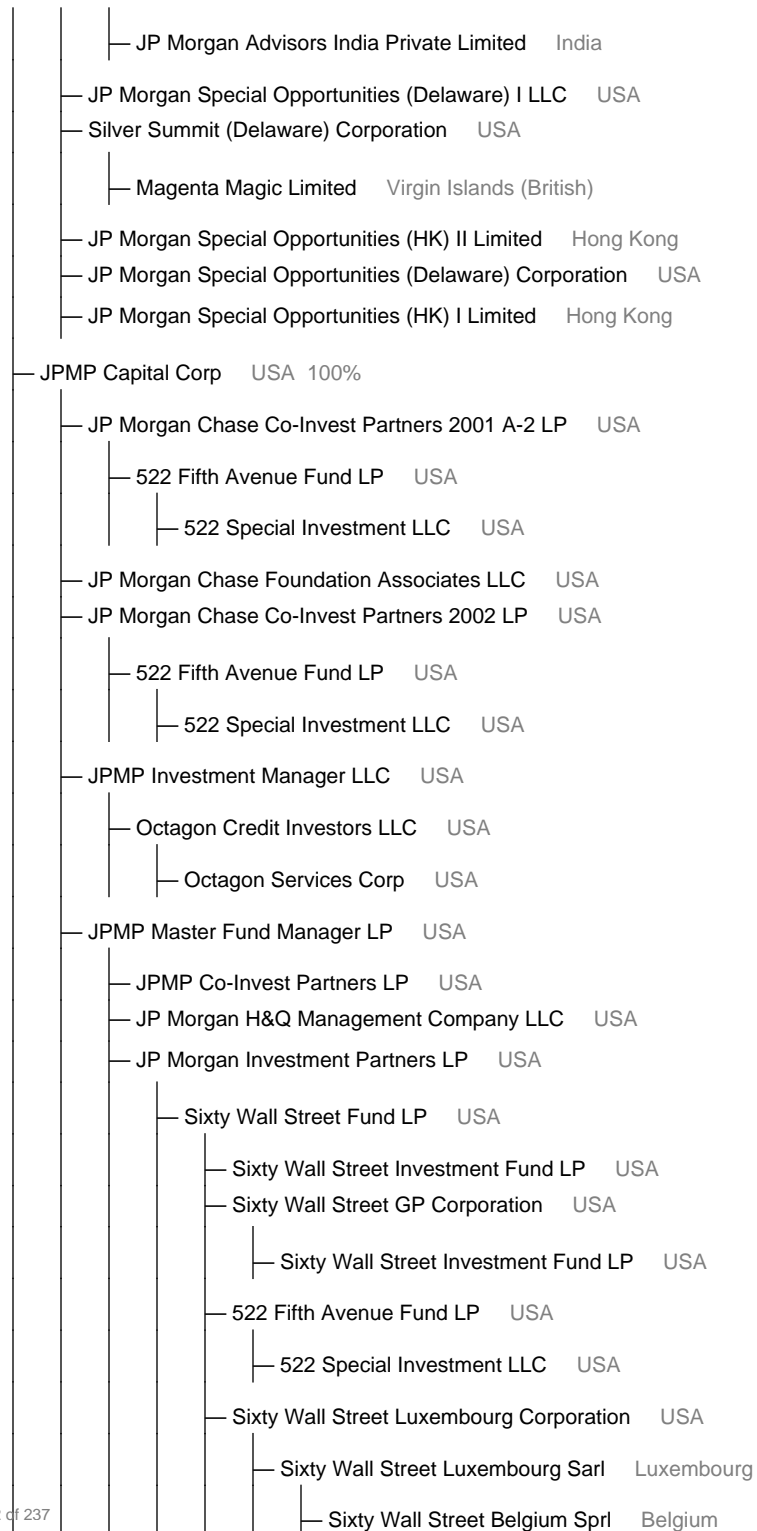 JP Morgan Advisors India Private Limited India
JP Morgan Special Opportunities (Delaware) I LLC USA
Silver Summit (Delaware) Corporation USA
Magenta Magic Limited Virgin Islands (British)
JP Morgan Special Opportunities (HK) II Limited Hong Kong
JP Morgan Special Opportunities (Delaware) Corporation USA
JP Morgan Special Opportunities (HK) I Limited Hong Kong
JPMP Capital Corp USA 100%
JP Morgan Chase Co-Invest Partners 2001 A-2 LP USA
522 Fifth Avenue Fund LP USA
522 Special Investment LLC USA
JP Morgan Chase Foundation Associates LLC USA
JP Morgan Chase Co-Invest Partners 2002 LP USA
522 Fifth Avenue Fund LP USA
522 Special Investment LLC USA
JPMP Investment Manager LLC USA
Octagon Credit Investors LLC USA
Octagon Services Corp USA
JPMP Master Fund Manager LP USA
JPMP Co-Invest Partners LP USA
JP Morgan H&Q Management Company LLC USA
JP Morgan Investment Partners LP USA
Sixty Wall Street Fund LP USA
Sixty Wall Street Investment Fund LP USA
Sixty Wall Street GP Corporation USA
Sixty Wall Street Investment Fund LP USA
522 Fifth Avenue Fund LP USA
522 Special Investment LLC USA
Sixty Wall Street Luxembourg Corporation USA
Sixty Wall Street Luxembourg Sarl Luxembourg
of 237
Sixty Wall Street Belgium Sprl Belgium